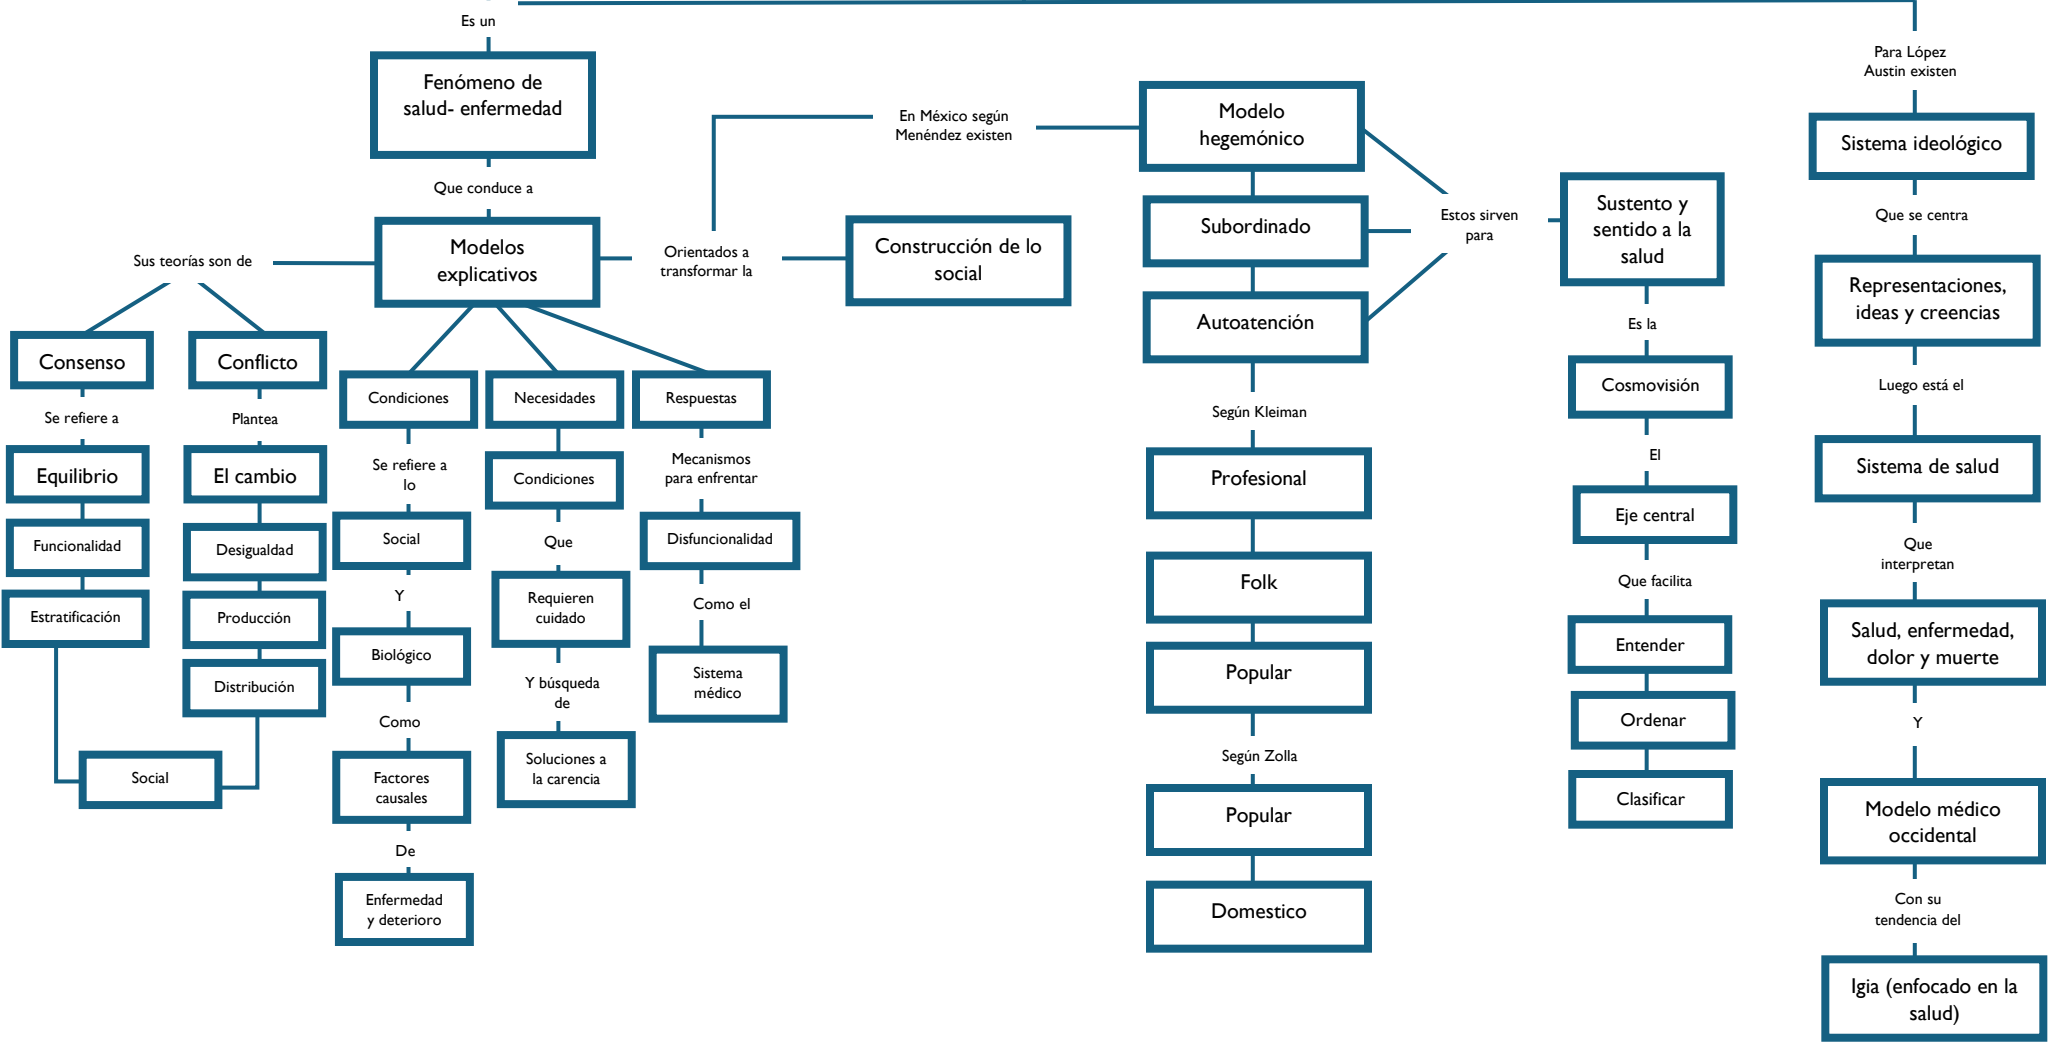 Es un
Fenómeno de
salud- enfermedad
Que conduce a
Modelos
explicativos
Sus teorías son de
Consenso
Se refiere a
Equilibrio
Funcionalidad
Estratificación
Conflicto
Plantea
El cambio
Desigualdad
Producción
Distribución
Social
Condiciones
Se refiere a
lo
Social
Y
Biológico
Como
Factores
causales
De
Enfermedad
y deterioro
Necesidades
Condiciones
Que
Requieren
cuidado
Y búsqueda
de
Soluciones a
la carencia
Respuestas
Mecanismos
para enfrentar
Disfuncionalidad
Como el
Sistema
médico
Orientados a
transformar la
Construcción de lo
social
En México según
Menéndez existen
Modelo
hegemónico
Subordinado
Autoatención
Según Kleiman
Profesional
Folk
Popular
Según Zolla
Popular
Domestico
Estos sirven
para
Sustento y
sentido a la
salud
Es la
Cosmovisión
El
Eje central
Que facilita
Entender
Ordenar
Clasificar
Para López
Austin existen
Sistema ideológico
Que se centra
Representaciones,
ideas y creencias
Luego está el
Sistema de salud
Que
interpretan
Salud, enfermedad,
dolor y muerte
Y
Modelo médico
occidental
Con su
tendencia del
Igia (enfocado en la
salud)